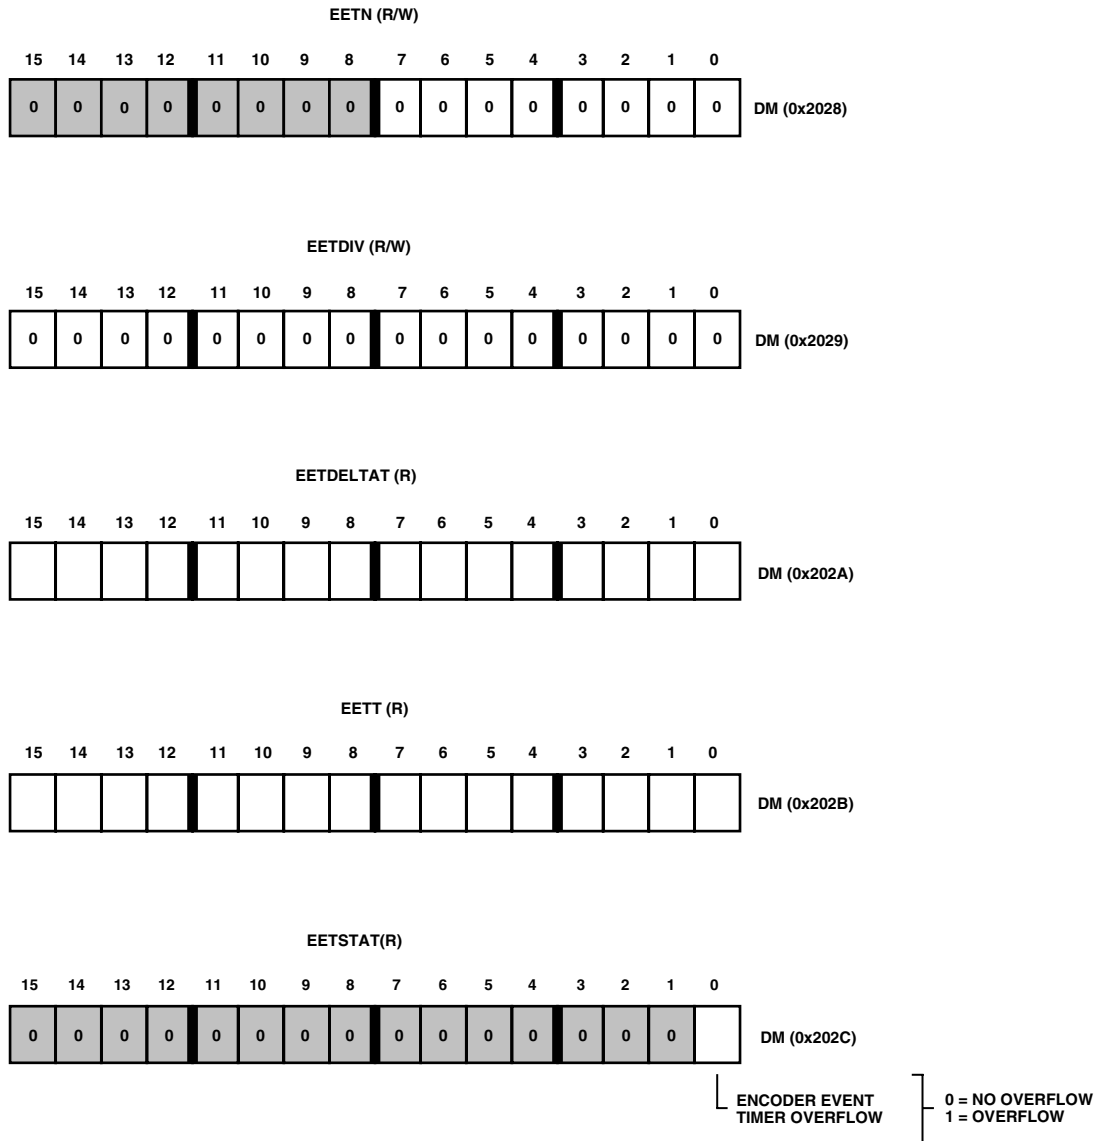 EETN (R/W)
15 14 13 12 11 10 9 8 7 6 5 4 3 2 1 0
0 0 0 0 0 0 0 0 0 0 0 0 0 0 0 0 DM (0x2028)
EETDIV (R/W)
15 14 13 12 11 10 9 8 7 6 5 4 3 2 1 0
0 0 0 0 0 0 0 0 0 0 0 0 0 0 0 0 DM (0x2029)
EETDELTAT (R)
15 14 13 12 11 10 9 8 7 6 5 4 3 2 1 0
DM (0x202A)
EETT (R)
15 14 13 12 11 10 9 8 7 6 5 4 3 2 1 0
DM (0x202B)
EETSTAT(R)
15 14 13 12 11 10 9 8 7 6 5 4 3 2 1 0
0 0 0 0 0 0 0 0 0 0 0 0 0 0 0 DM (0x202C)
ENCODER EVENT 0 = NO OVERFLOW
TIMER OVERFLOW 1 = OVERFLOW